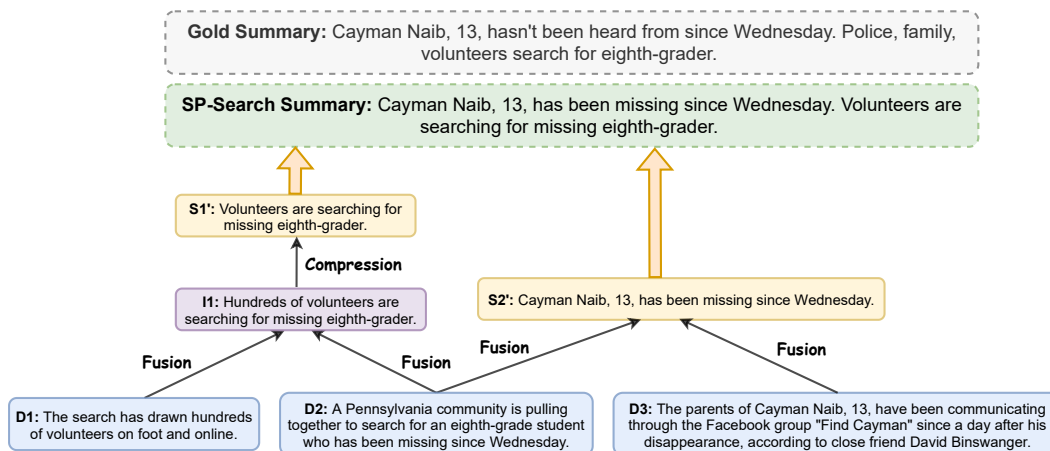 Gold Summary: Cayman Naib, 13, hasn't been heard from since Wednesday. Police, family,
volunteers search for eighth-grader.
SP-Search Summary: Cayman Naib, 13, has been missing since Wednesday. Volunteers are
searching for missing eighth-grader.
S1': Volunteers are searching for
missing eighth-grader.
Compression
I1: Hundreds of volunteers are
searching for missing eighth-grader.
S2': Cayman Naib, 13, has been missing since Wednesday.
Fusion
Fusion
Fusion
Fusion
D1: The search has drawn hundreds
of volunteers on foot and online.
D2: A Pennsylvania community is pulling
together to search for an eighth-grade student
who has been missing since Wednesday.
D3: The parents of Cayman Naib, 13, have been communicating
through the Facebook group "Find Cayman" since a day after his
disappearance, according to close friend David Binswanger.